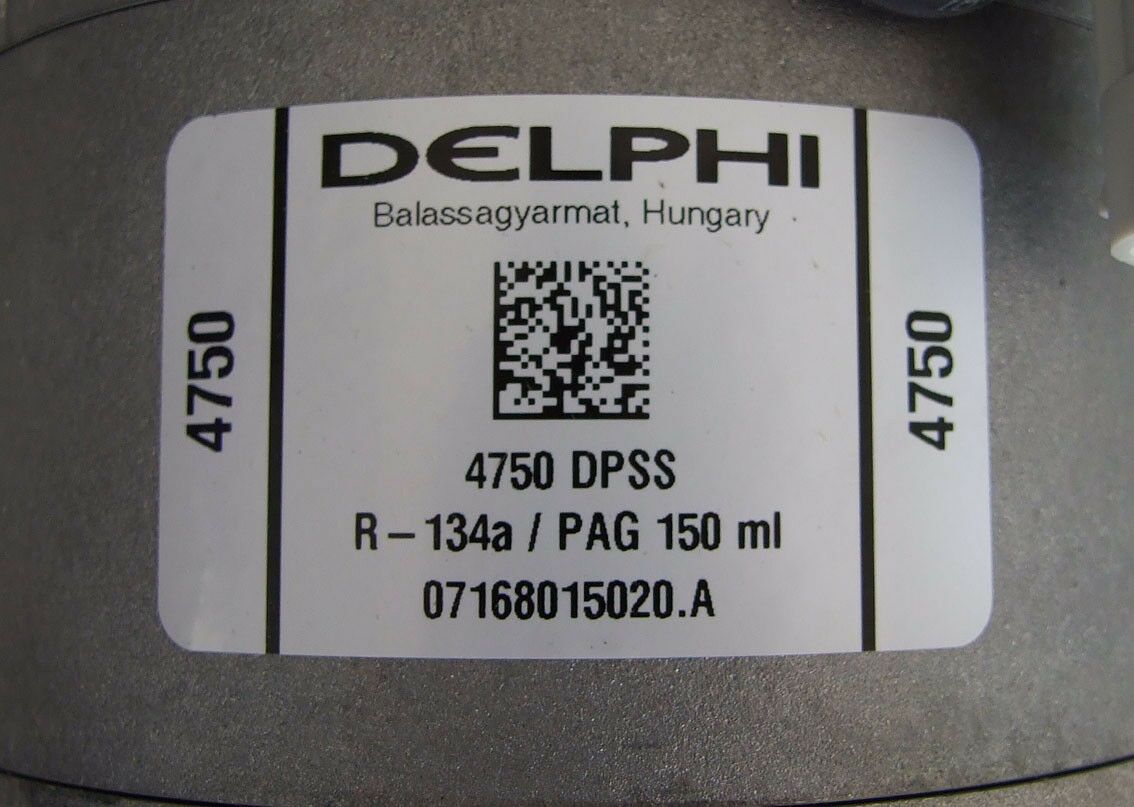 DELPHI
Balassagyarmat, Hungary
4750
4750
4750 DPSS
R-134a / PAG 150 ml
07168015020.A